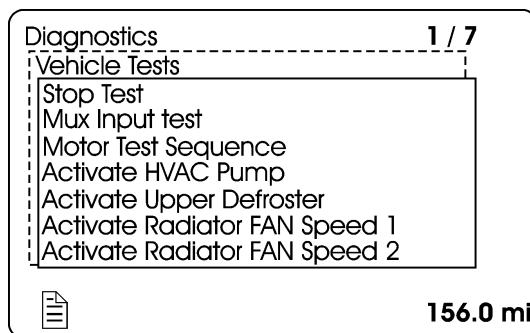 Diagnostics 1 / 7
Vehicle Tests
Stop Test
Mux Input test
Motor Test Sequence
Activate HVAC Pump
Activate Upper Defroster
Activate Radiator FAN Speed 1
Activate Radiator FAN Speed 2
156.0 mi